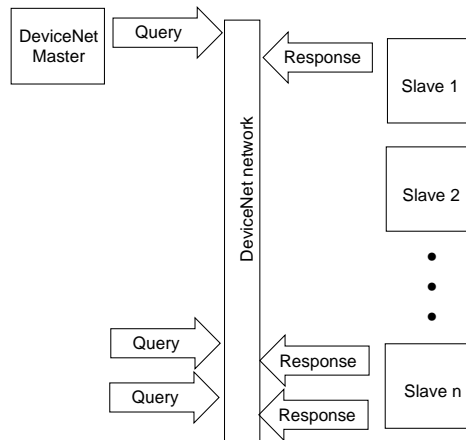 DeviceNet
Master
Query
Response
Slave 1
DeviceNet network
Slave 2
Query
Response
Slave n
Query
Response